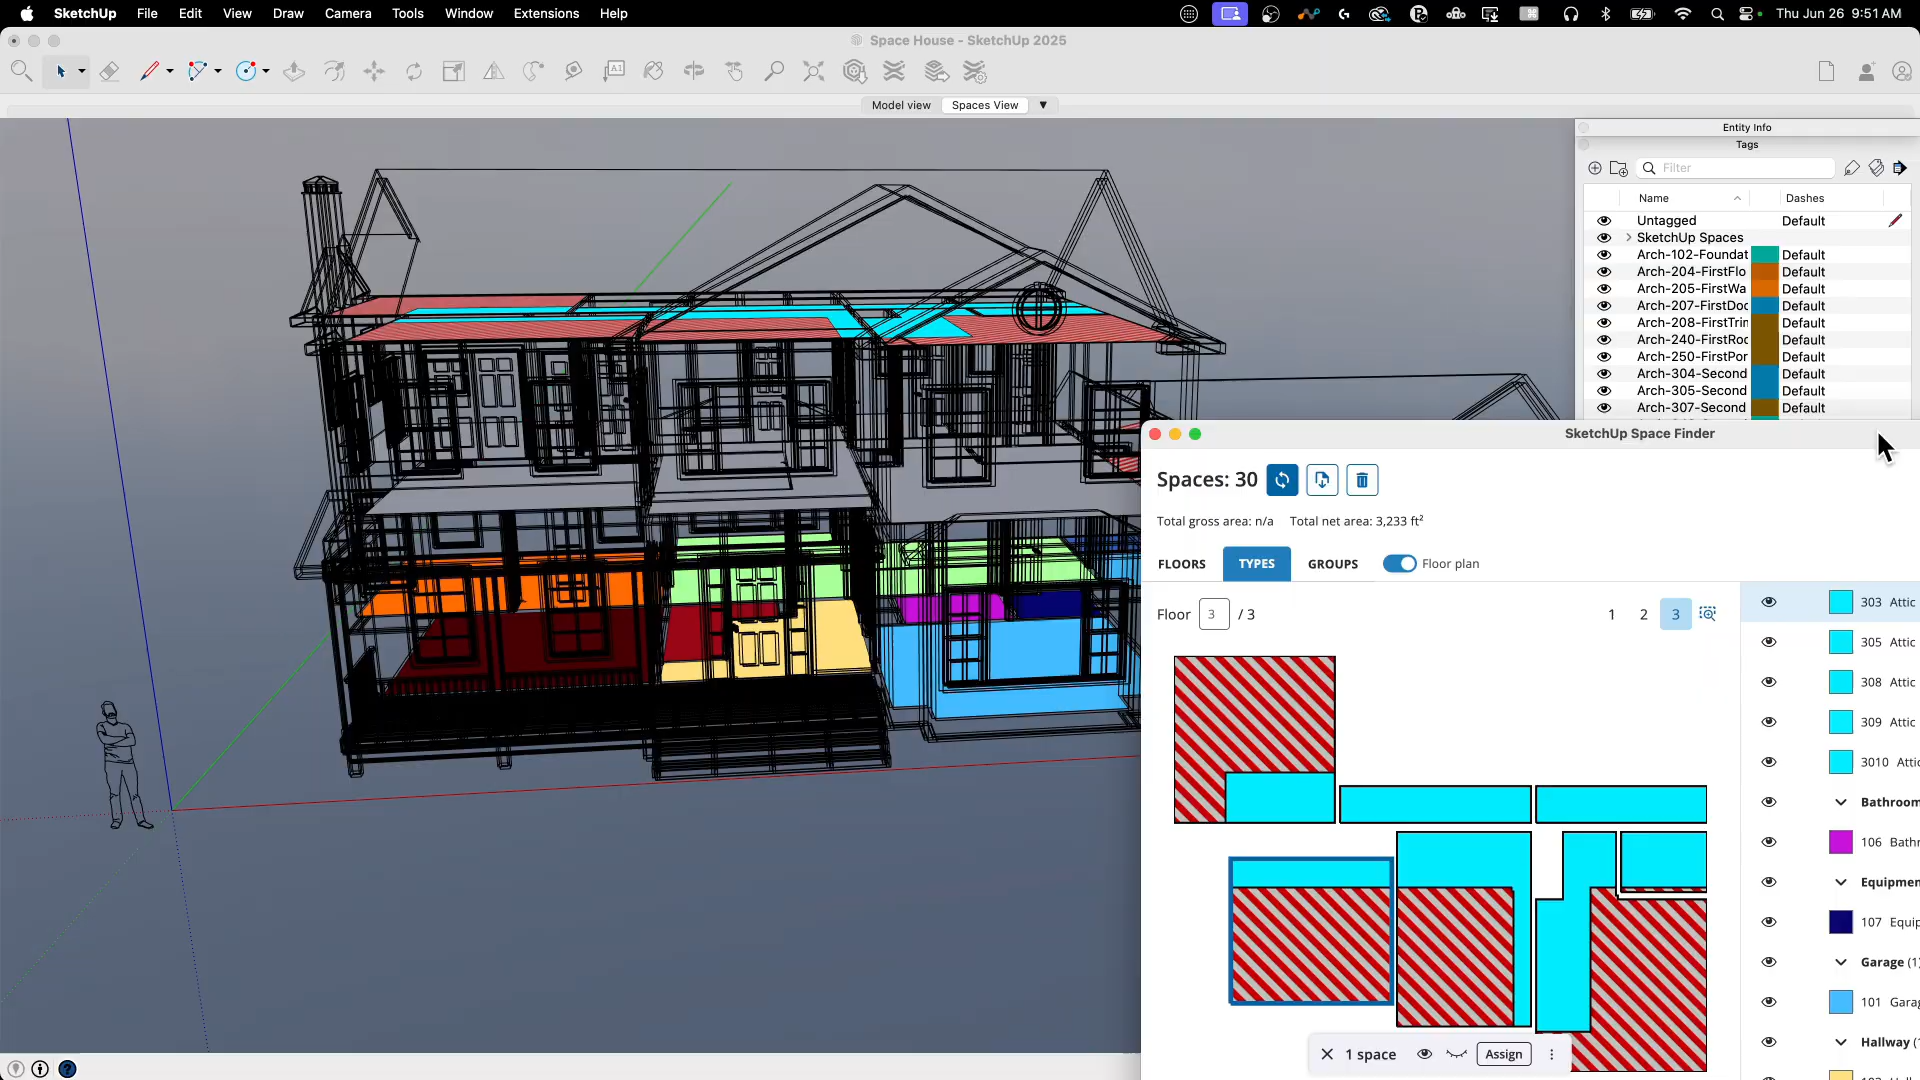 SketchUp File Edit View Draw Camera Tools Window Extensions Help Thu Jun 26 9:51 AM
Space House - SketchUp 2025
A1
Model view Spaces View
Entity Info
Tags
Filter
Name Dashes
Untagged Default
SketchUp Spaces
Arch-102-Foundat Default
Arch-204-FirstFlo Default
Arch-205-FirstWa Default
Arch-207-FirstDoo Default
Arch-208-FirstTrin Default
Arch-240-FirstRoo Default
Arch-250-FirstPor Default
Arch-304-Second Default
Arch-305-Second Default
Arch-307-Second Default
SketchUp Space Finder
Spaces: 30
Total gross area: n/a Total net area: 3,233 ft²
FLOORS TYPES GROUPS Floor plan
Floor 3 / 3 1 2 3
303 Attic
305 Attic
308 Attic
309 Attic
3010 Attic
Bathroom
106 Bathr
Equipmen
107 Equip
Garage (1)
101 Garag
Hallway (1
1 space Assign